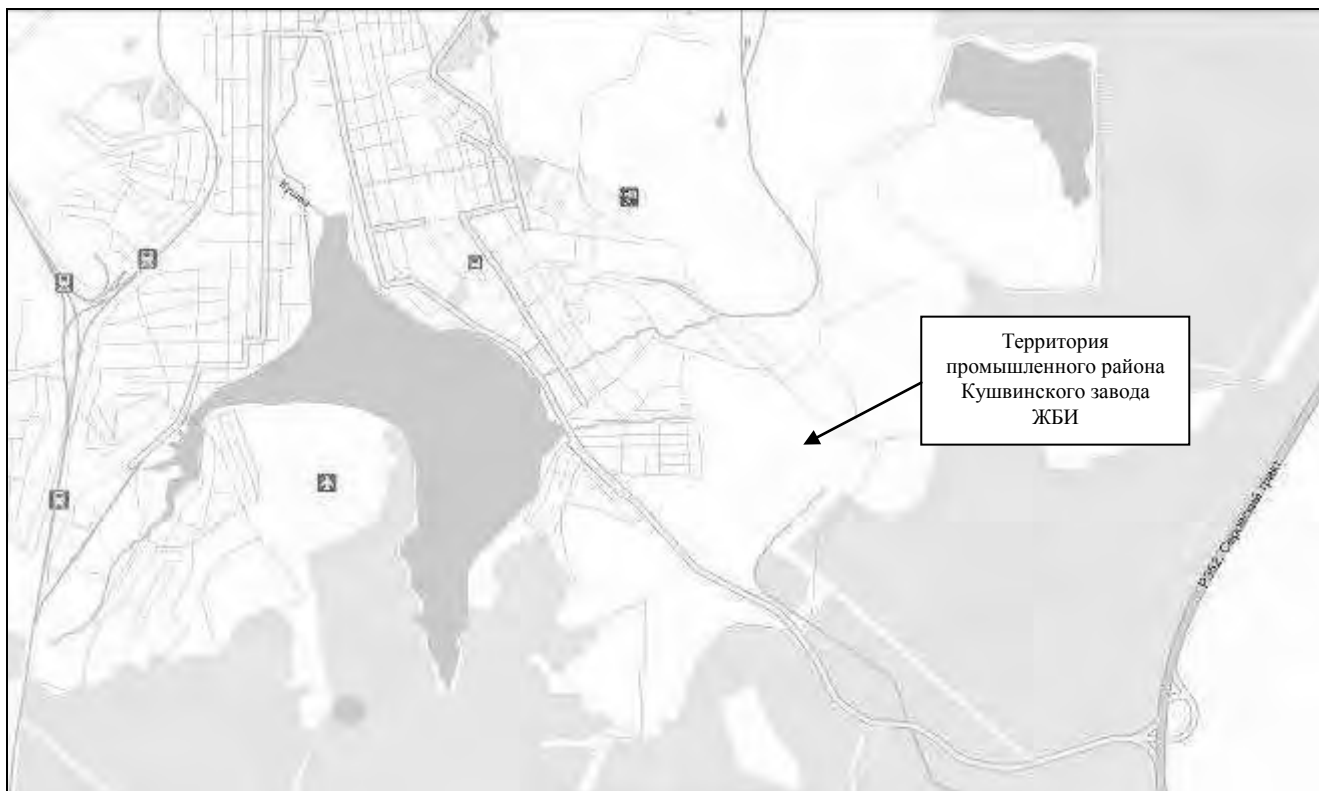 Кушва
Территория
промышленного района
Кушвинского завода
ЖБИ
Р352, Серовский тракт